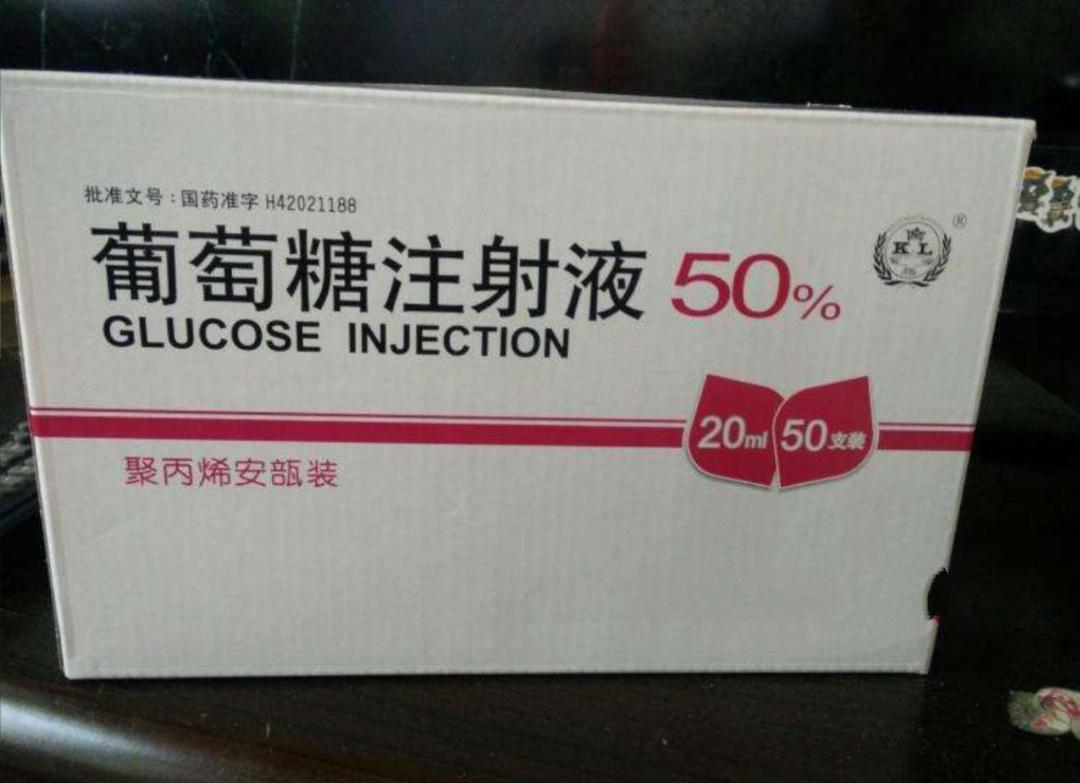 批准文号：国药准字 H42021188
葡萄糖注射液 50%
GLUCOSE INJECTION
KL
®
20ml 50支装
聚丙烯安瓿装